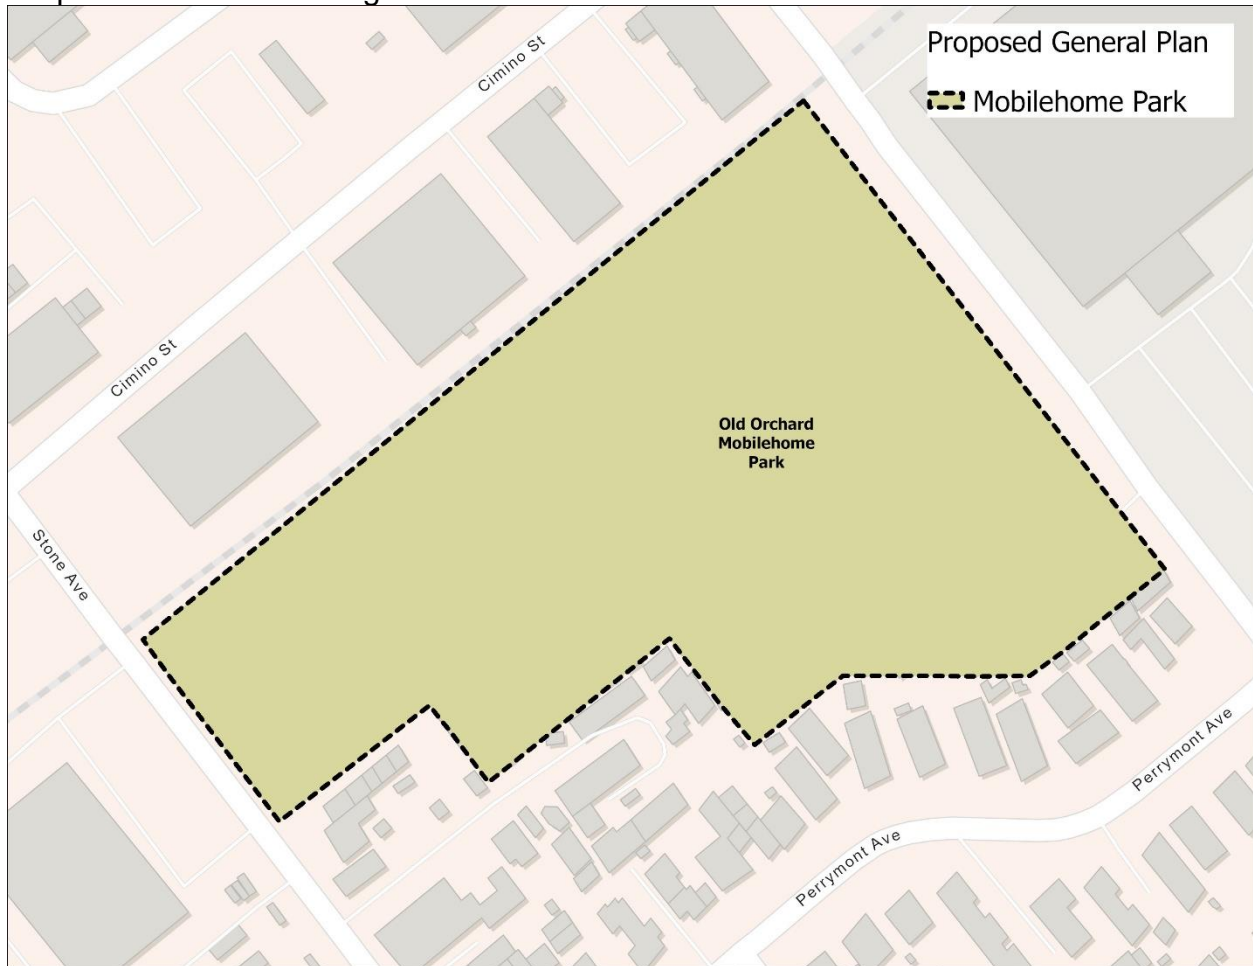 Proposed General Plan
Mobilehome Park
Cimino St
Cimino St
Old Orchard
Mobilehome
Park
Stone Ave
Perrymont Ave
Perrymont Ave